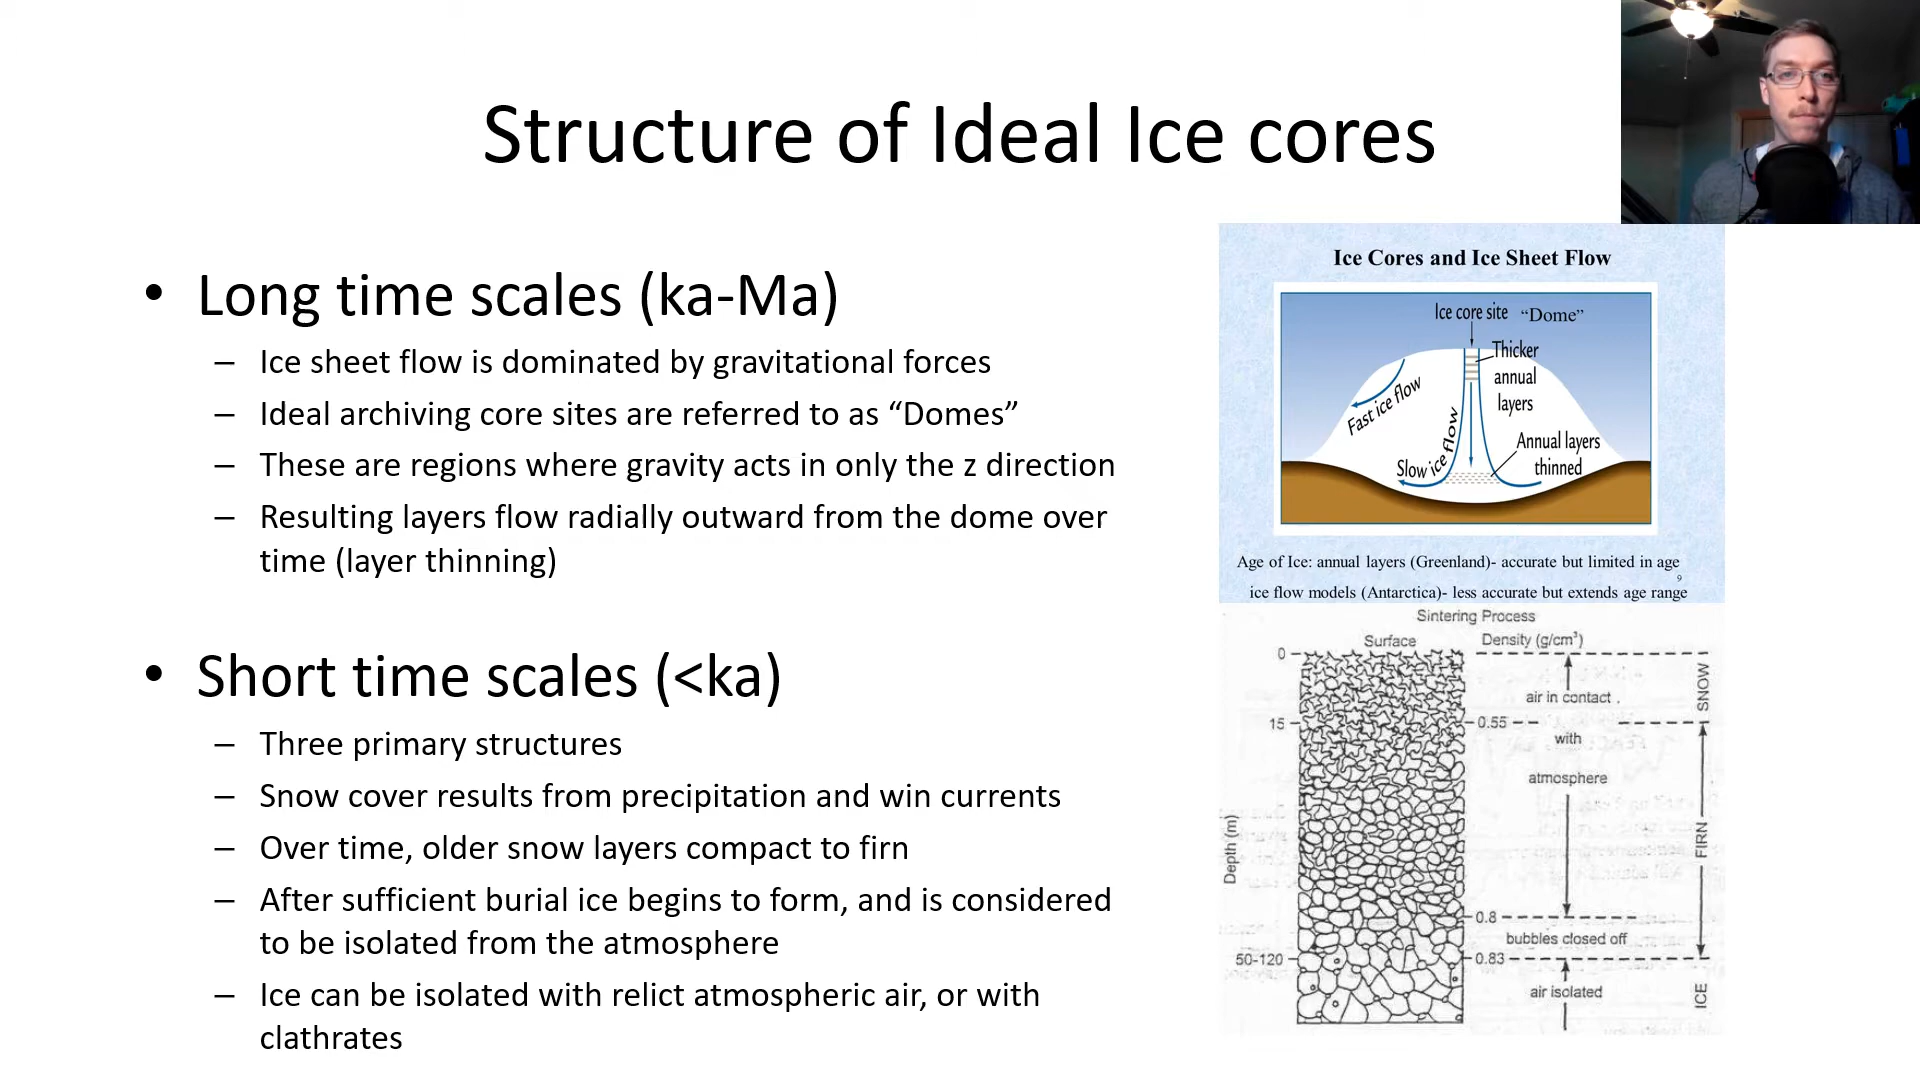 Structure of Ideal Ice cores
• Long time scales (ka-Ma)
– Ice sheet flow is dominated by gravitational forces
– Ideal archiving core sites are referred to as “Domes”
– These are regions where gravity acts in only the z direction
– Resulting layers flow radially outward from the dome over
time (layer thinning)
• Short time scales (<ka)
– Three primary structures
– Snow cover results from precipitation and win currents
– Over time, older snow layers compact to firn
– After sufficient burial ice begins to form, and is considered
to be isolated from the atmosphere
– Ice can be isolated with relict atmospheric air, or with
clathrates
Ice Cores and Ice Sheet Flow
Ice core site “Dome”
Thicker
annual
layers
Fast ice flow
Slow ice flow
Annual layers
thinned
Age of Ice: annual layers (Greenland)- accurate but limited in age
9
ice flow models (Antarctica)- less accurate but extends age range
Sintering Process
Surface Density (g/cm³)
0
air in contact
SNOW
15 0.55
with
atmosphere
Depth (m)
FIRN
0.8
bubbles closed off
50-120 0.83
air isolated
ICE